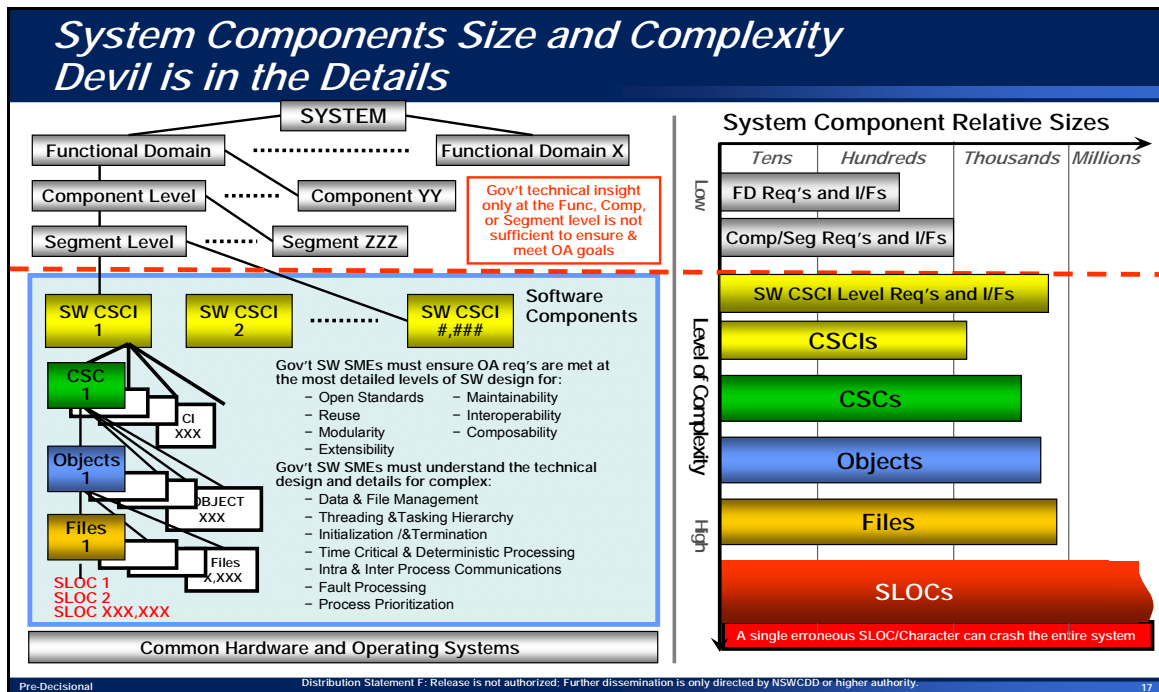 System Components Size and Complexity
Devil is in the Details
SYSTEM
Functional Domain
Functional Domain X
Component Level
Component YY
Segment Level
Segment ZZZ
Gov't technical insight
only at the Func, Comp,
or Segment level is not
sufficient to ensure &
meet OA goals
SW CSCI
1
SW CSCI
2
SW CSCI
#,###
Software
Components
CSC
1
CI
XXX
Objects
1
OBJECT
XXX
Files
1
Files
X,XXX
SLOC 1
SLOC 2
SLOC XXX,XXX
Gov't SW SMEs must ensure OA req's are met at
the most detailed levels of SW design for:
– Open Standards
– Reuse
– Modularity
– Extensibility
– Maintainability
– Interoperability
– Composability
Gov't SW SMEs must understand the technical
design and details for complex:
– Data & File Management
– Threading &Tasking Hierarchy
– Initialization /&Termination
– Time Critical & Deterministic Processing
– Intra & Inter Process Communications
– Fault Processing
– Process Prioritization
Common Hardware and Operating Systems
System Component Relative Sizes
Tens Hundreds Thousands Millions
Low
Level of Complexity
High
FD Req's and I/Fs
Comp/Seg Req's and I/Fs
SW CSCI Level Req's and I/Fs
CSCIs
CSCs
Objects
Files
SLOCs
A single erroneous SLOC/Character can crash the entire system
Pre-Decisional
Distribution Statement F: Release is not authorized; Further dissemination is only directed by NSWCDD or higher authority.
17